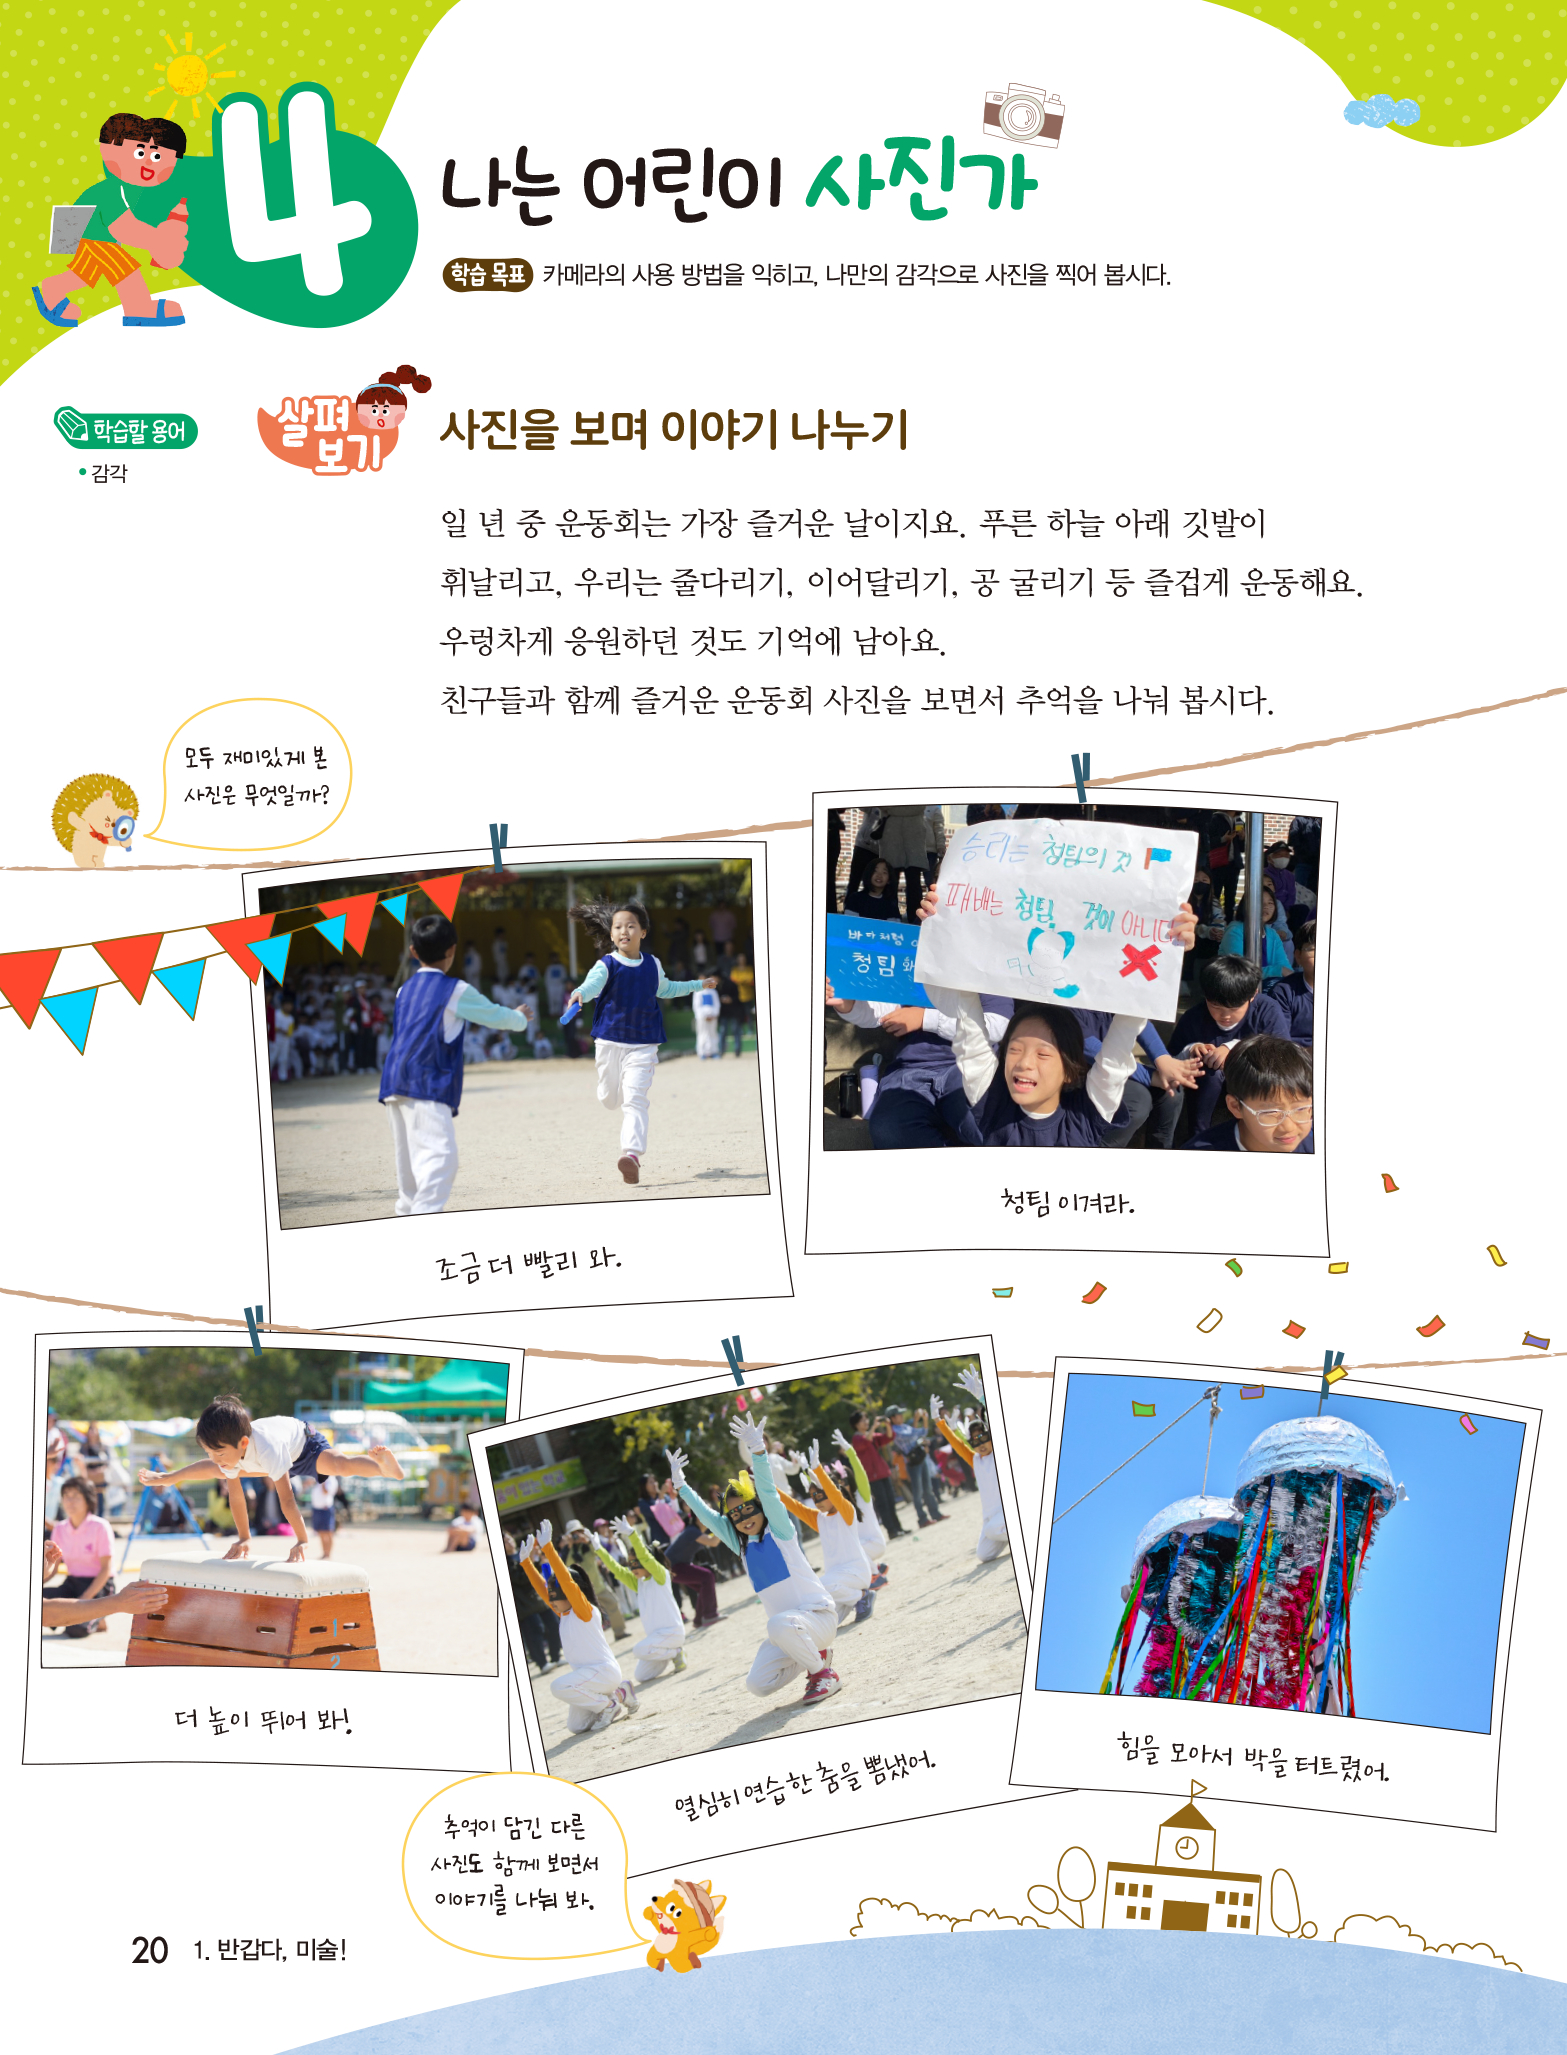 4
나는 어린이 사진가
학습 목표 카메라의 사용 방법을 익히고, 나만의 감각으로 사진을 찍어 봅시다.
학습할 용어
• 감각
살펴
보기
사진을 보며 이야기 나누기
일 년 중 운동회는 가장 즐거운 날이지요. 푸른 하늘 아래 깃발이
휘날리고, 우리는 줄다리기, 이어달리기, 공 굴리기 등 즐겁게 운동해요.
우렁차게 응원하던 것도 기억에 남아요.
친구들과 함께 즐거운 운동회 사진을 보면서 추억을 나눠 봅시다.
모두 재미있게 본
사진은 무엇일까?
승리는 청팀의 것
패배는 청팀 것이 아니다
바다처럼
청팀
조금 더 빨리 와.
청팀 이겨라.
1
2
더 높이 뛰어 봐!
열심히 연습한 춤을 뽐냈어.
힘을 모아서 박을 터트렸어.
추억이 담긴 다른
사진도 함께 보면서
이야기를 나눠 봐.
20 1. 반갑다, 미술!